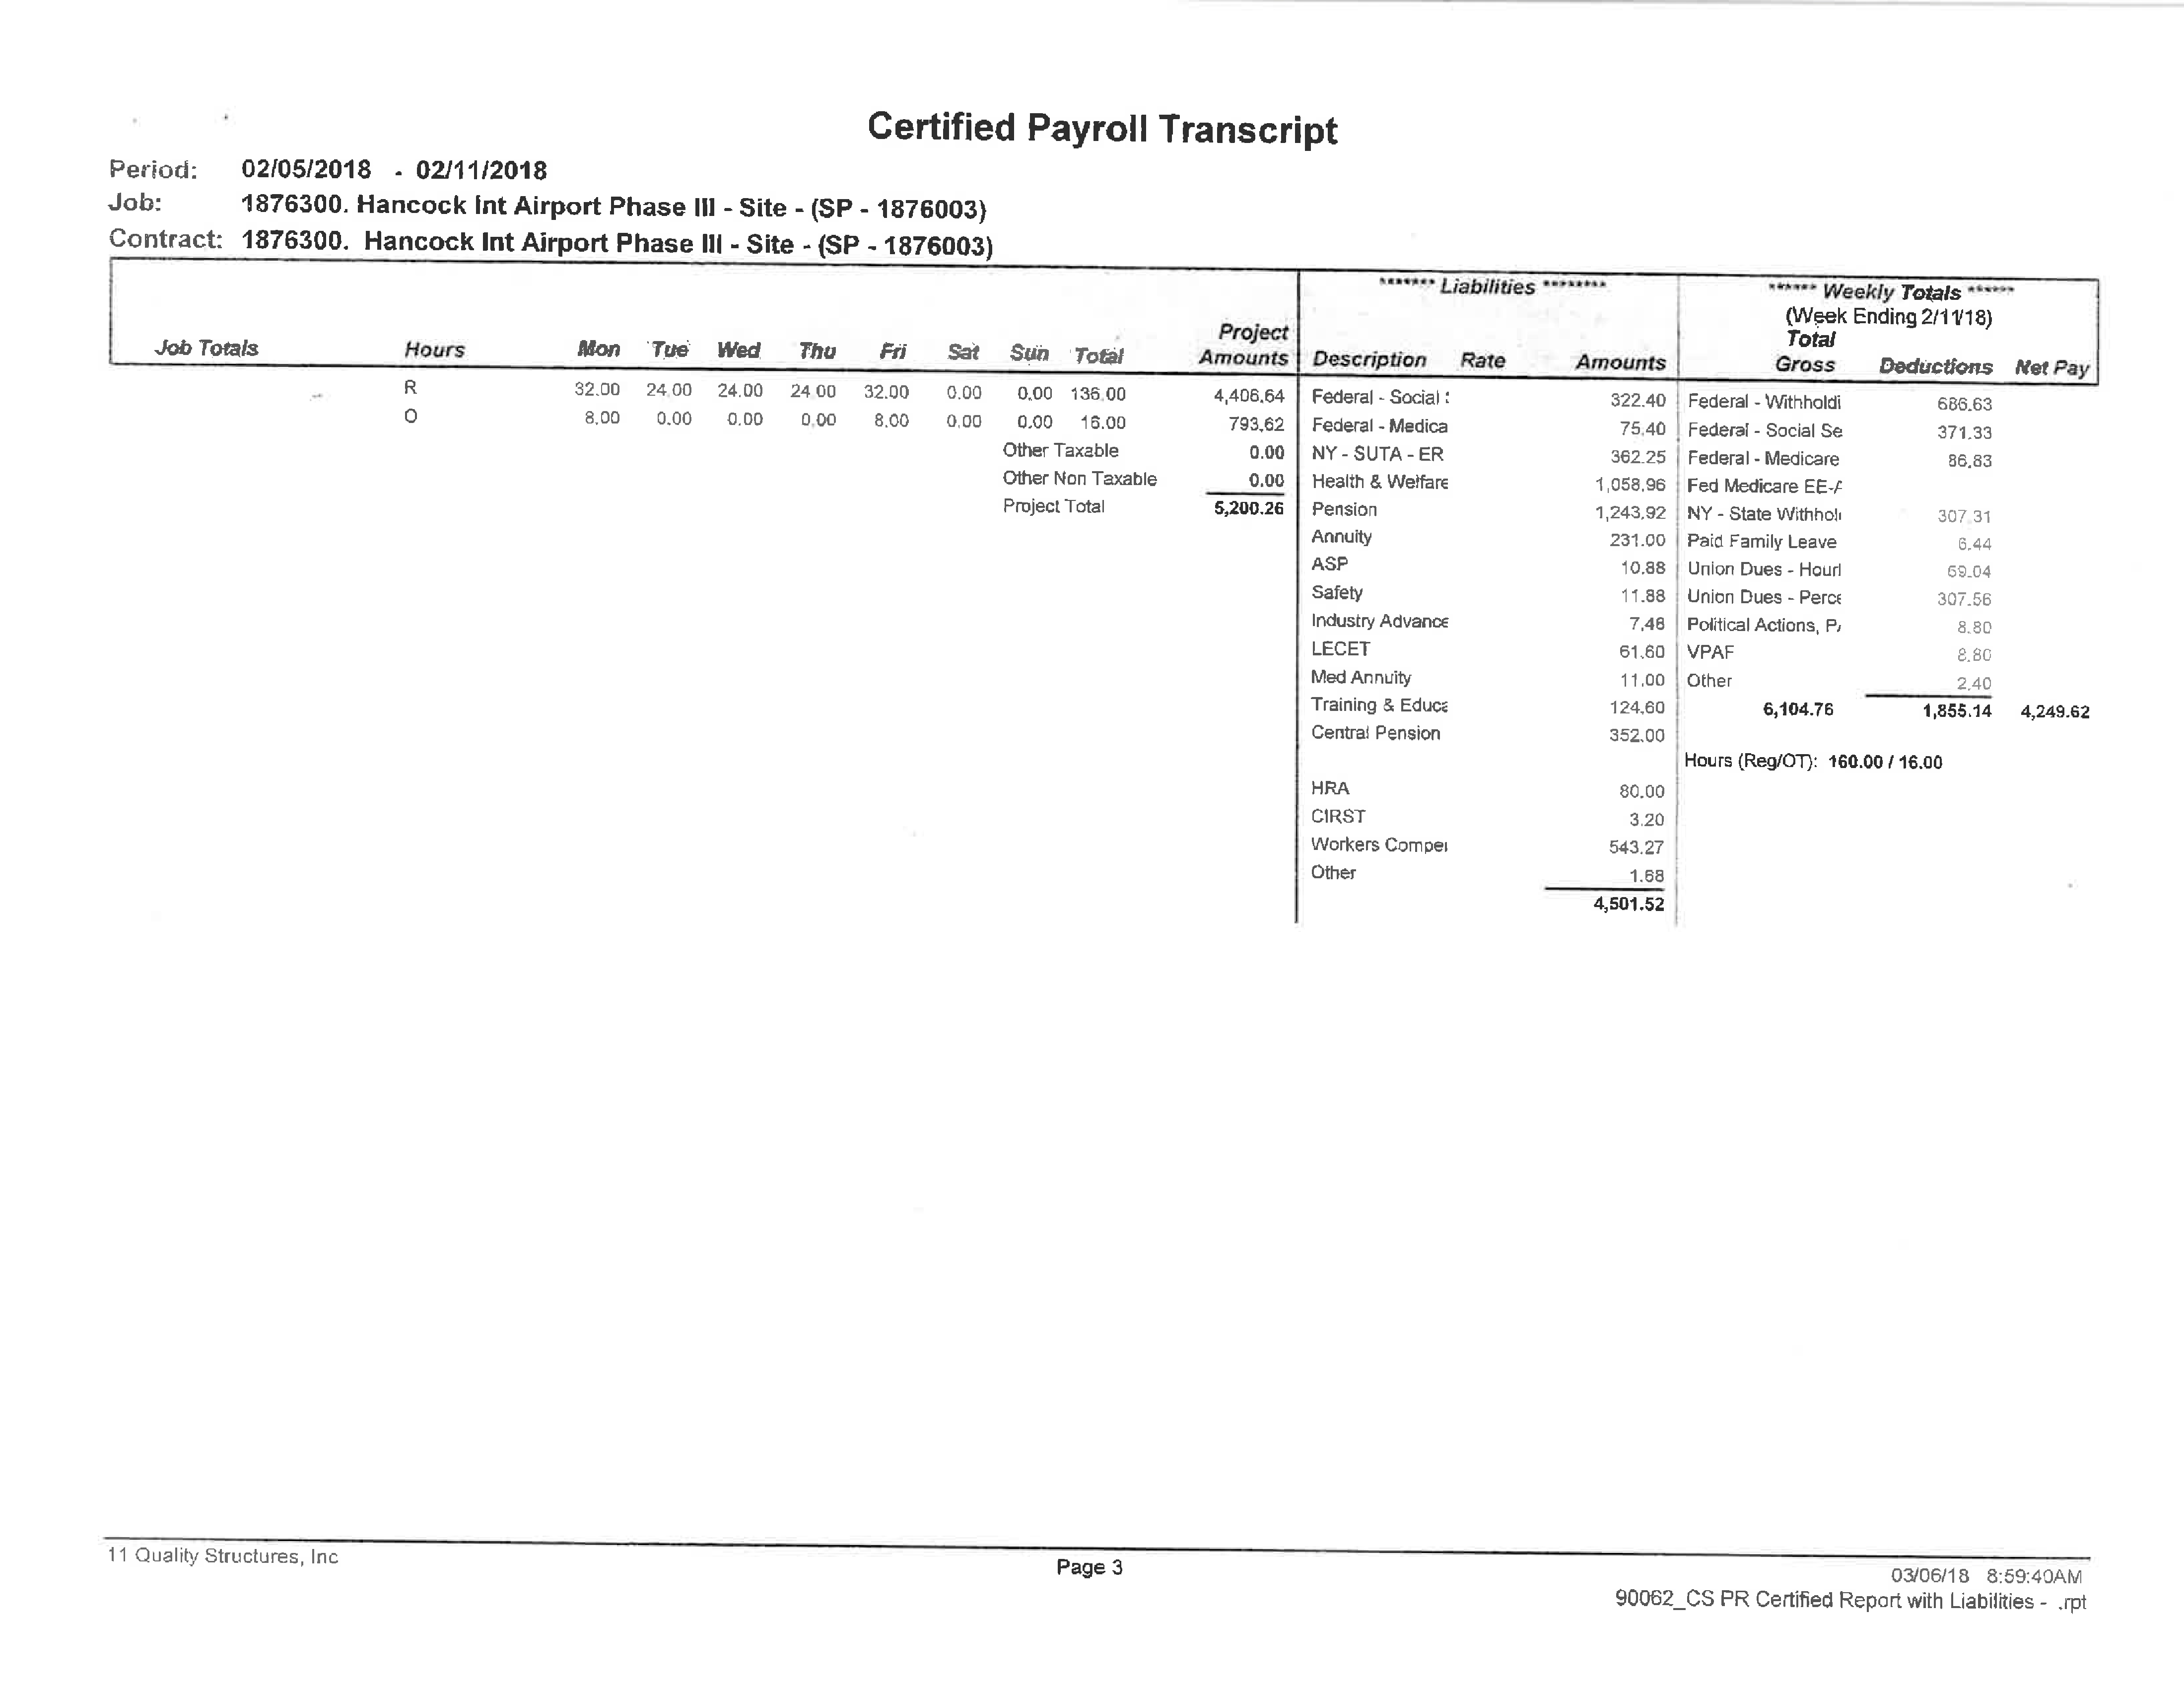 Certified Payroll Transcript
Period: 02/05/2018 - 02/11/2018
Job: 1876300. Hancock Int Airport Phase III - Site - (SP - 1876003)
Contract: 1876300. Hancock Int Airport Phase III - Site - (SP - 1876003)
******* Liabilities ******** ****** Weekly Totals ******
(Week Ending 2/11/18)
Project Total
Job Totals Hours Mon Tue Wed Thu Fri Sat Sun Total Amounts Description Rate Amounts Gross Deductions Net Pay
R 32.00 24.00 24.00 24.00 32.00 0.00 0.00 136.00 4,406.64 Federal - Social : 322.40 Federal - Withholdi 686.63
O 8.00 0.00 0.00 0.00 8.00 0.00 0.00 16.00 793.62 Federal - Medica 75.40 Federal - Social Se 371.33
Other Taxable 0.00 NY - SUTA - ER 362.25 Federal - Medicare 86.83
Other Non Taxable 0.00 Health & Welfare 1,058.96 Fed Medicare EE-A
Project Total 5,200.26 Pension 1,243.92 NY - State Withhol 307.31
Annuity 231.00 Paid Family Leave 6.44
ASP 10.88 Union Dues - Hourl 69.04
Safety 11.88 Union Dues - Perce 307.56
Industry Advance 7.48 Political Actions, P 8.80
LECET 61.60 VPAF 8.80
Med Annuity 11.00 Other 2.40
Training & Educa 124.60 6,104.76 1,855.14 4,249.62
Central Pension 352.00
Hours (Reg/OT): 160.00 / 16.00
HRA 80.00
CIRST 3.20
Workers Compe 543.27
Other 1.68
4,501.52
11 Quality Structures, Inc Page 3 03/06/18 8:59:40AM
90062_CS PR Certified Report with Liabilities - .rpt